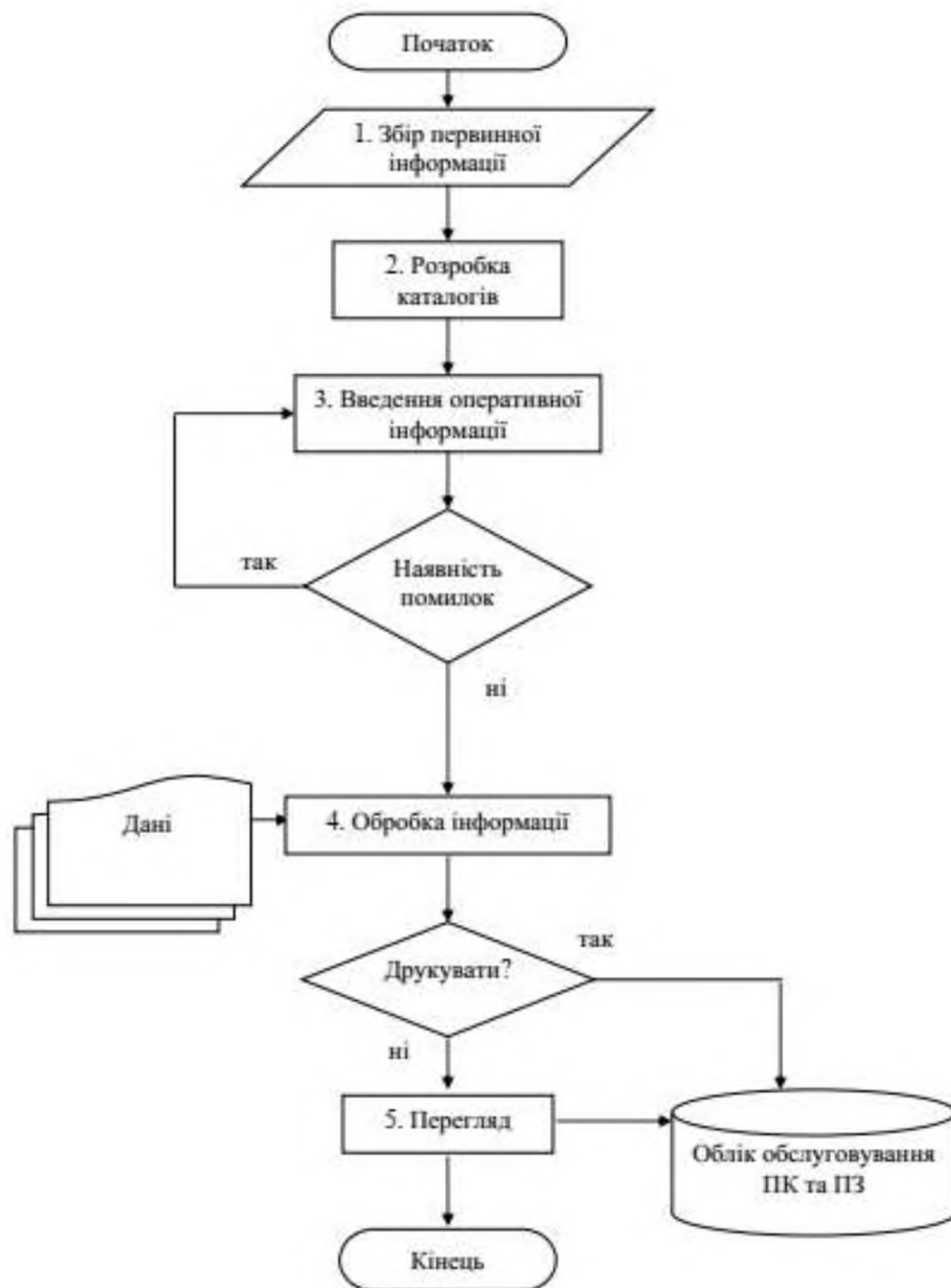 Початок
1. Збір первинної
інформації
2. Розробка
каталогів
3. Введення оперативної
інформації
так
Наявність
помилок
ні
Дані
4. Обробка інформації
так
Друкувати?
ні
5. Перегляд
Облік обслуговування
ПК та ПЗ
Кінець